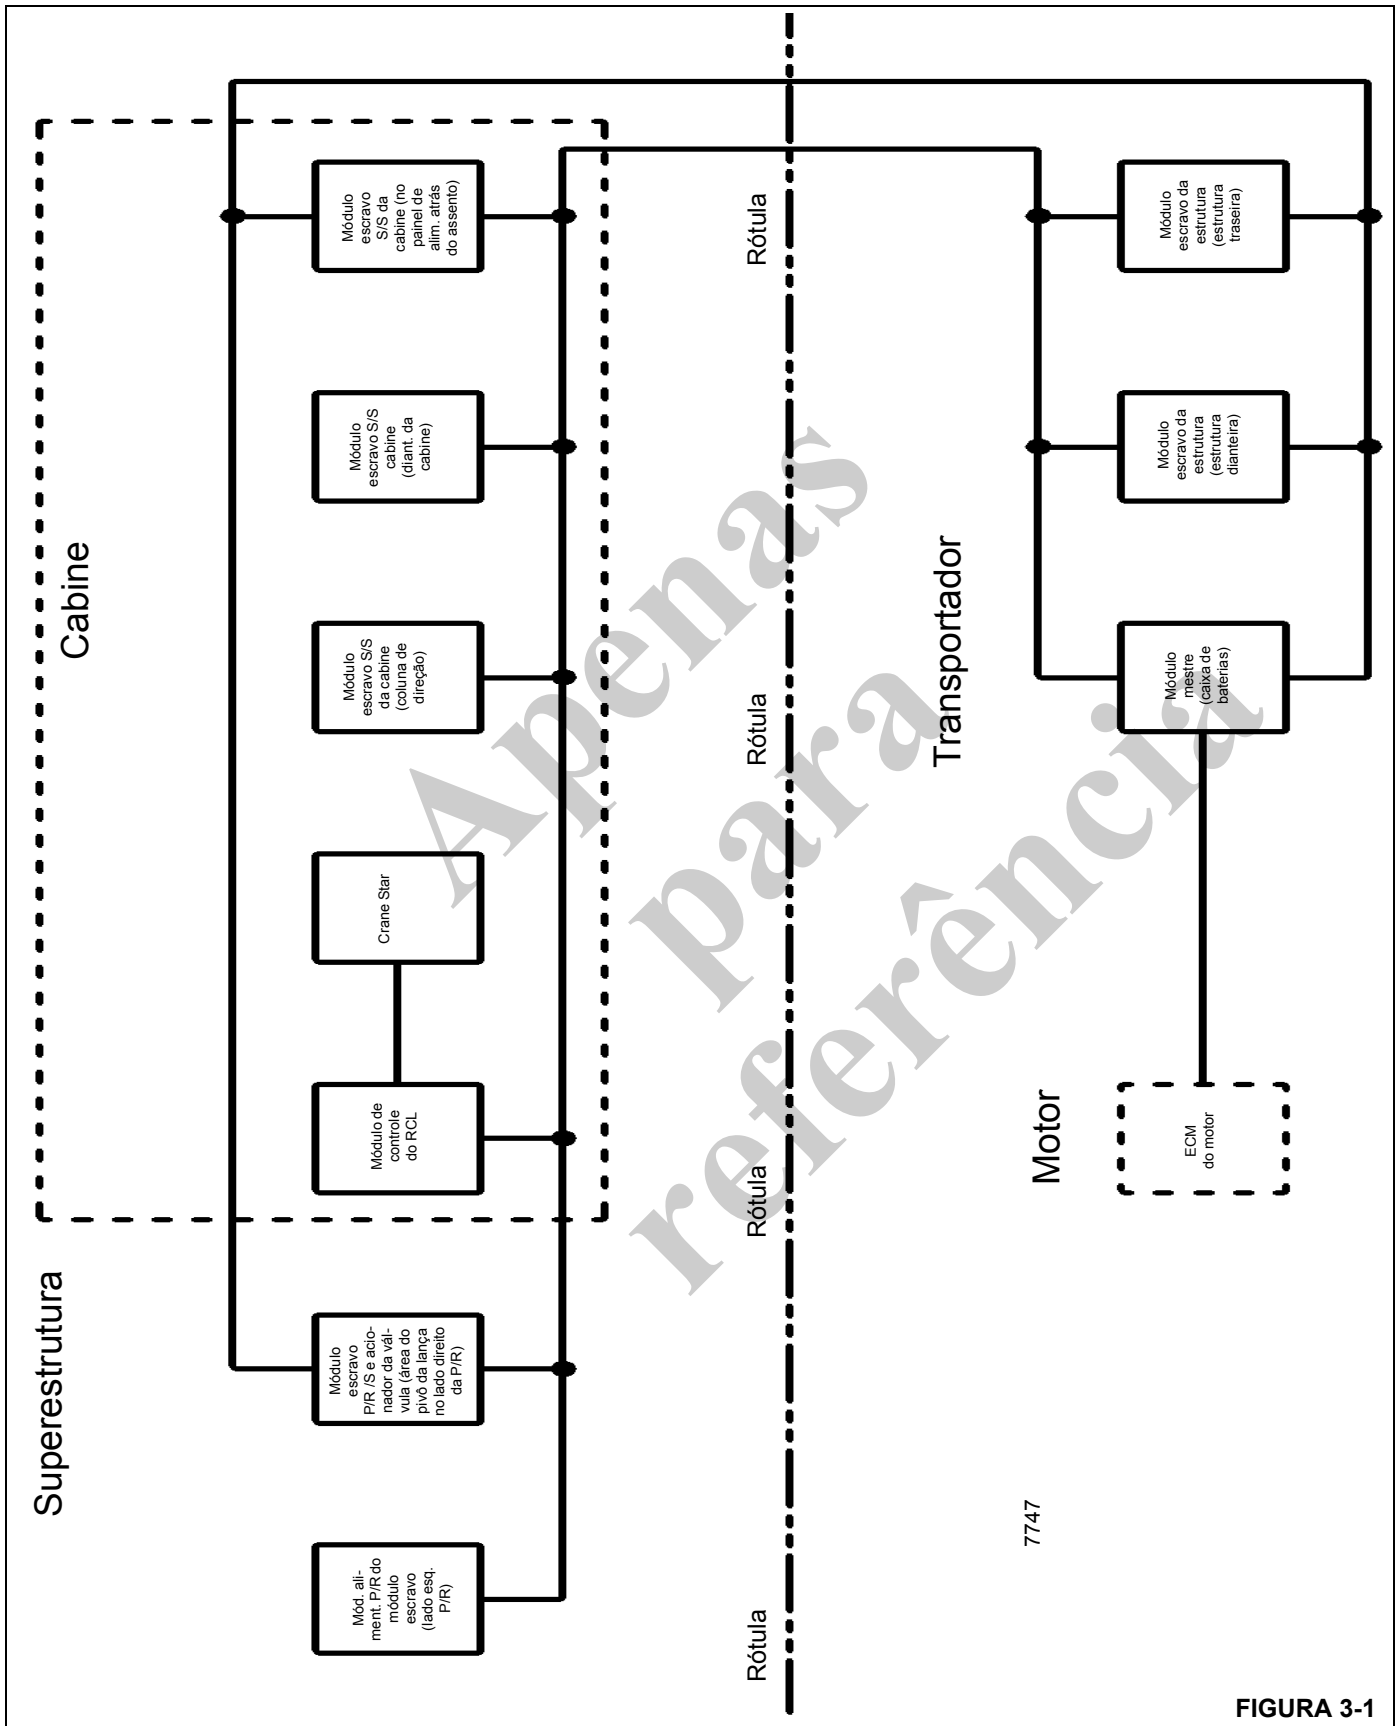 Superestrutura
Cabine
Mód. ali-
ment. P/R do
módulo
escravo
(lado esq.
P/R)
Módulo
escravo
P/R /S e acio-
nador da vál-
vula (área do
pivô da lança
no lado direito
da P/R)
Módulo de
controle
do RCL
Crane Star
Módulo
escravo S/S
da cabine
(coluna de
direção)
Módulo
escravo S/S
cabine
(diant. da
cabine)
Módulo
escravo
S/S da
cabine (no
painel de
alim. atrás
do assento)
Rótula
Rótula
Rótula
Rótula
Transportador
Motor
ECM
do motor
Módulo
mestre
(caixa de
baterias)
Módulo
escravo da
estrutura
(estrutura
dianteira)
Módulo
escravo da
estrutura
(estrutura
traseira)
7747
Apenas
para
referência
FIGURA 3-1